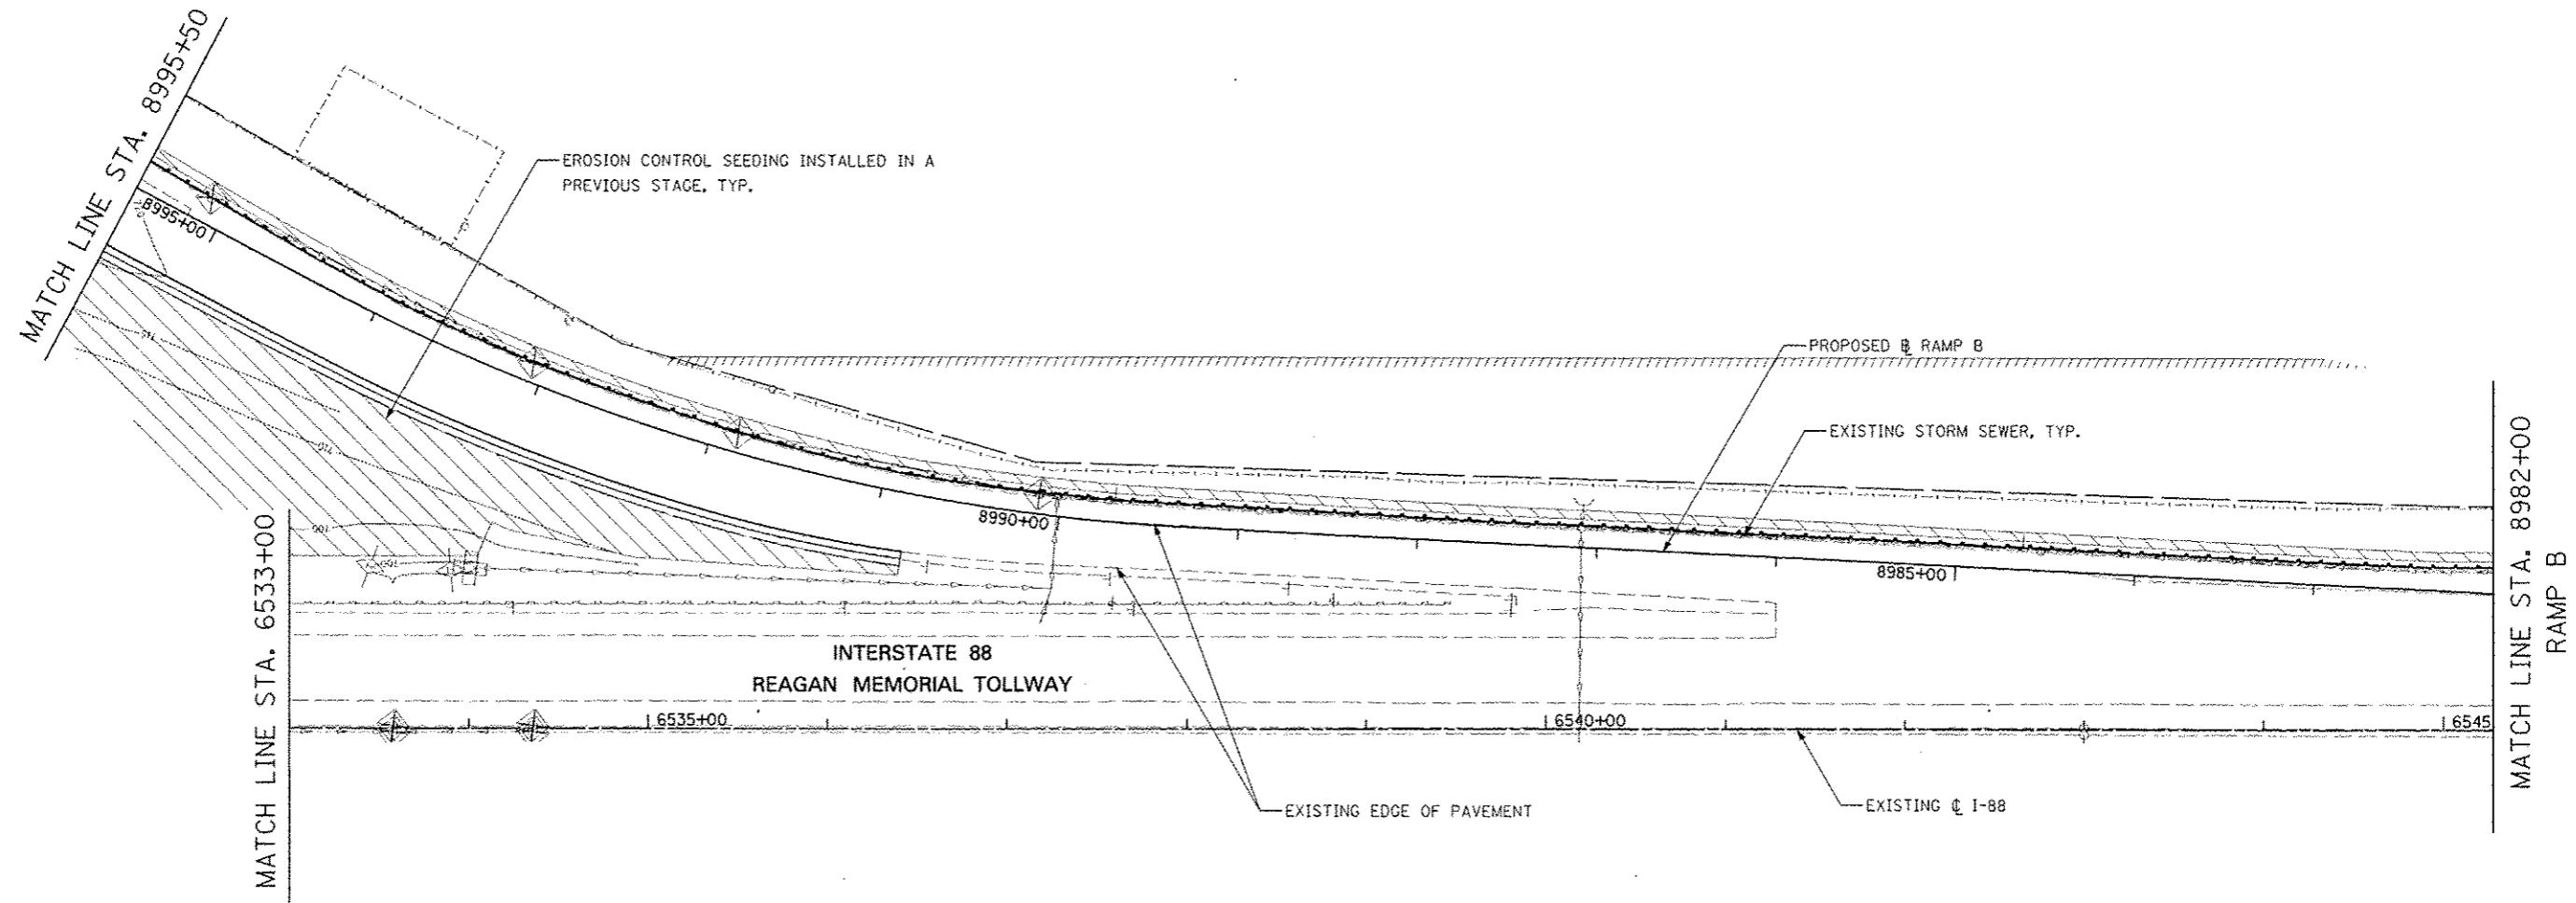 MATCH LINE STA. 8995+50
EROSION CONTROL SEEDING INSTALLED IN A
PREVIOUS STAGE, TYP.
8995+00
715
PROPOSED ⅊ RAMP B
EXISTING STORM SEWER, TYP.
710
8990+00
8985+00
MATCH LINE STA. 8982+00
RAMP B
MATCH LINE STA. 6533+00
INTERSTATE 88
REAGAN MEMORIAL TOLLWAY
6535+00
6540+00
6545
EXISTING EDGE OF PAVEMENT
EXISTING ℄ I-88